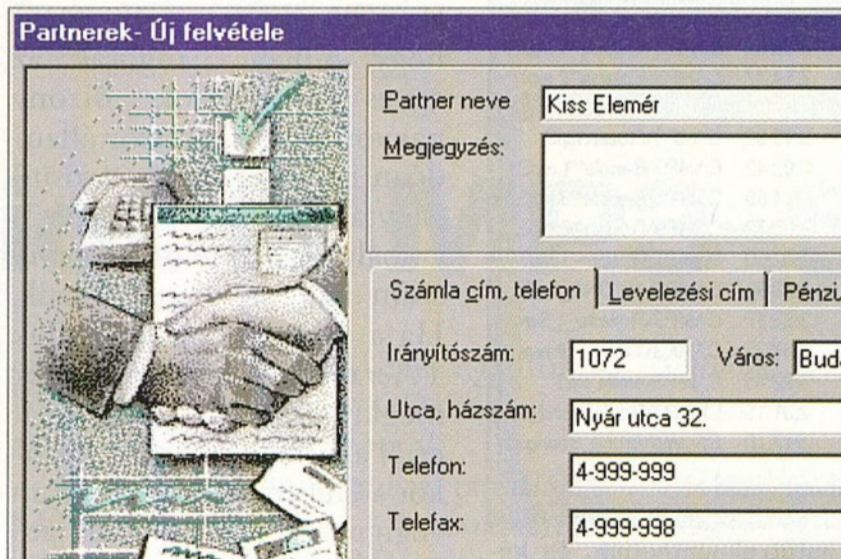 Partnerek- Új felvétele
Partner neve Kiss Elemér
Megjegyzés:
Számla cím, telefon Levelezési cím
Irányítószám: 1072 Város:
Utca, házszám: Nyár utca 32.
Telefon: 4-999-999
Telefax: 4-999-998